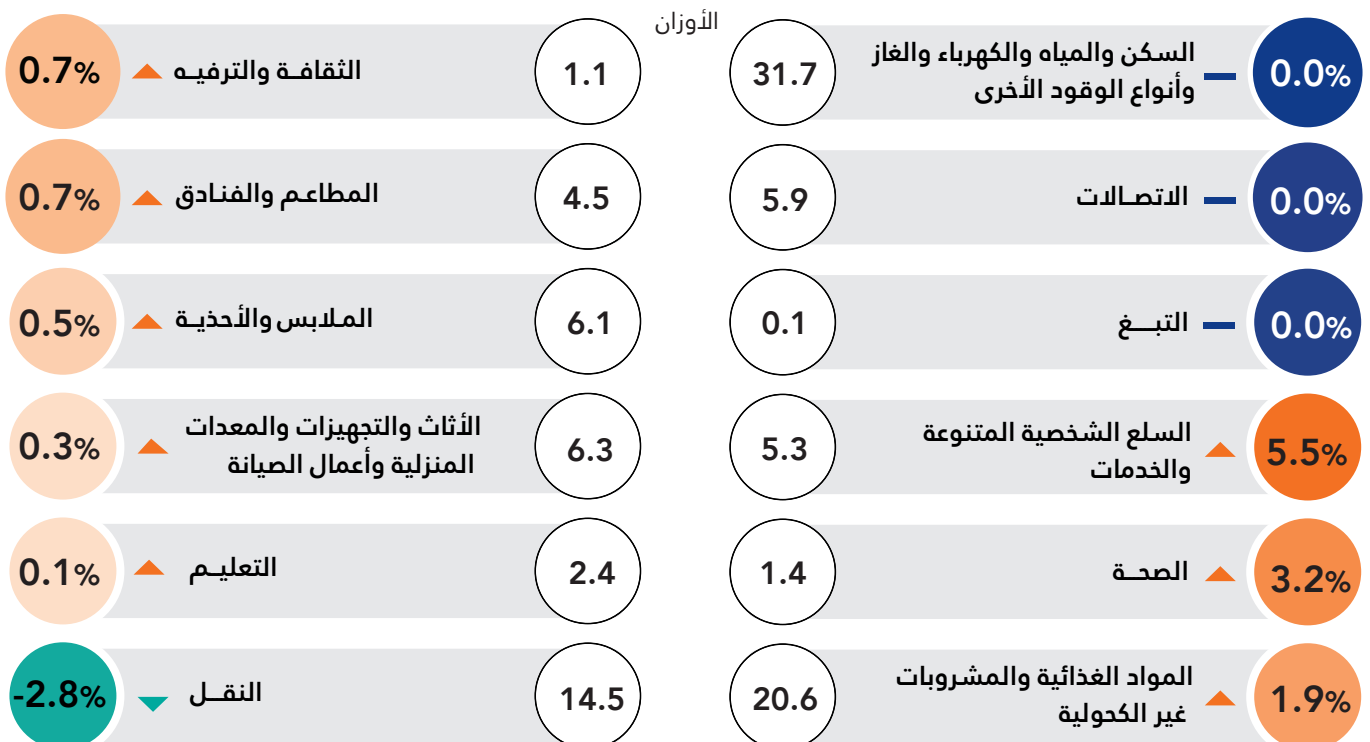 الأوزان
0.0%
السكن والمياه والكهرباء والغاز
وأنواع الوقود الأخرى
31.7
0.0%
الاتصـالات
5.9
0.0%
التبــغ
0.1
5.5%
السلع الشخصية المتنوعة
والخدمات
5.3
3.2%
الصحــة
1.4
1.9%
المواد الغذائية والمشروبات
غير الكحولية
20.6
1.1
الثقافـة والترفيـه
0.7%
4.5
المطاعـم والفنـادق
0.7%
6.1
الملابس والأحذيـة
0.5%
6.3
الأثاث والتجهيزات والمعدات
المنزلية وأعمال الصيانة
0.3%
2.4
التعليـم
0.1%
14.5
النقــل
-2.8%